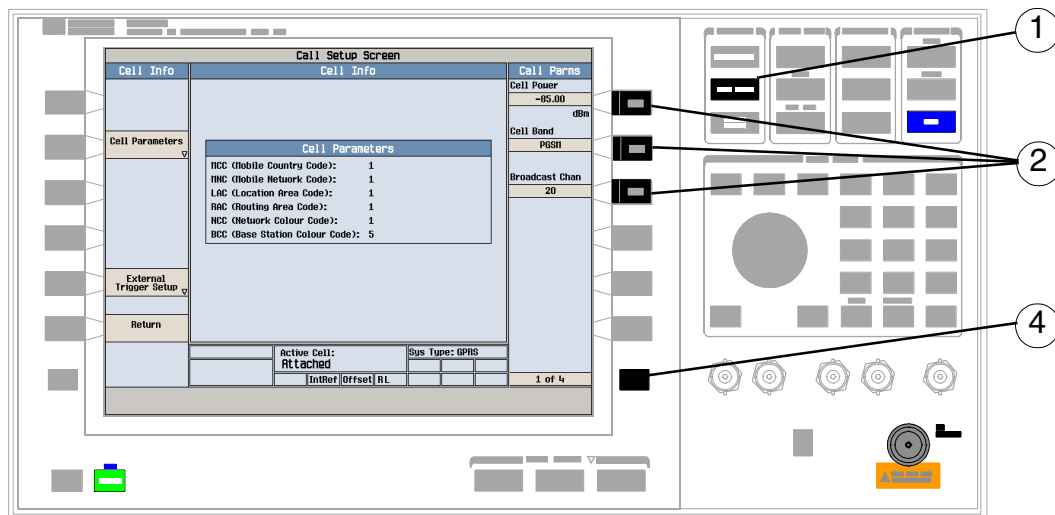 Call Setup Screen
Cell Info
Cell Info
Call Parms
Cell Power
-85.00
dBm
Cell Parameters
Cell Band
PGSM
Cell Parameters
MCC (Mobile Country Code): 1
MNC (Mobile Network Code): 1
LAC (Location Area Code): 1
RAC (Routing Area Code): 1
NCC (Network Colour Code): 1
BCC (Base Station Colour Code): 5
Broadcast Chan
20
External
Trigger Setup
Return
Active Cell:
Attached
Sys Type: GPRS
IntRef Offset RL
1 of 4
1
2
4